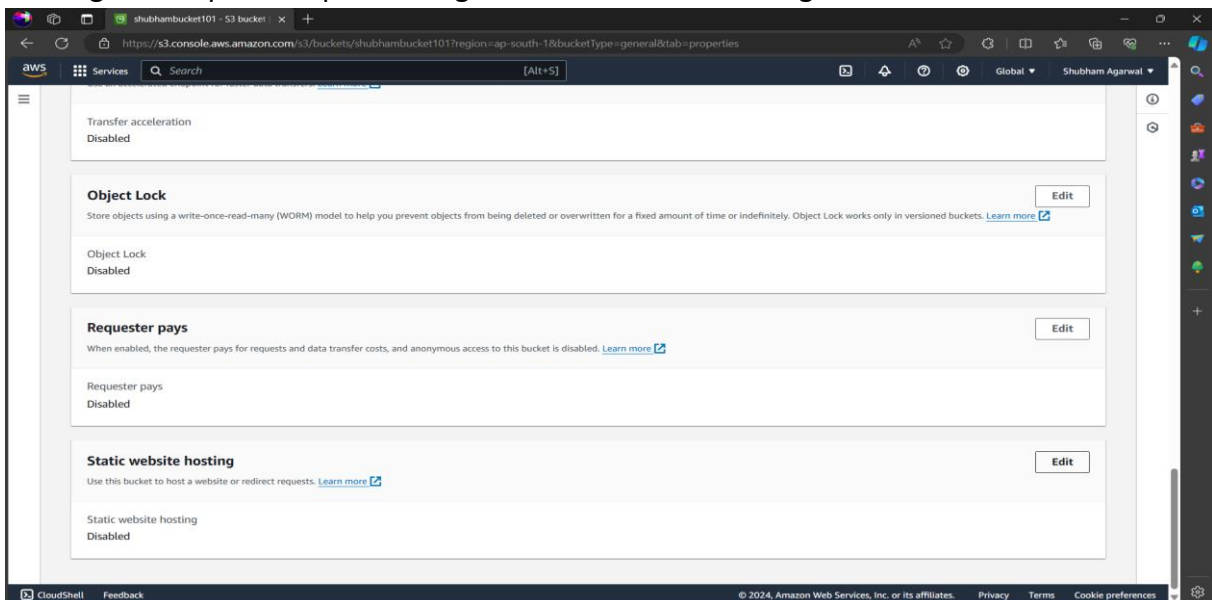 shubhambucket101 - S3 bucket
https://s3.console.aws.amazon.com/s3/buckets/shubhambucket101?region=ap-south-1&bucketType=general&tab=properties
aws Services Search [Alt+S] Global Shubham Agarwal
Transfer acceleration
Disabled
Object Lock Edit
Store objects using a write-once-read-many (WORM) model to help you prevent objects from being deleted or overwritten for a fixed amount of time or indefinitely. Object Lock works only in versioned buckets. Learn more
Object Lock
Disabled
Requester pays Edit
When enabled, the requester pays for requests and data transfer costs, and anonymous access to this bucket is disabled. Learn more
Requester pays
Disabled
Static website hosting Edit
Use this bucket to host a website or redirect requests. Learn more
Static website hosting
Disabled
CloudShell Feedback © 2024, Amazon Web Services, Inc. or its affiliates. Privacy Terms Cookie preferences